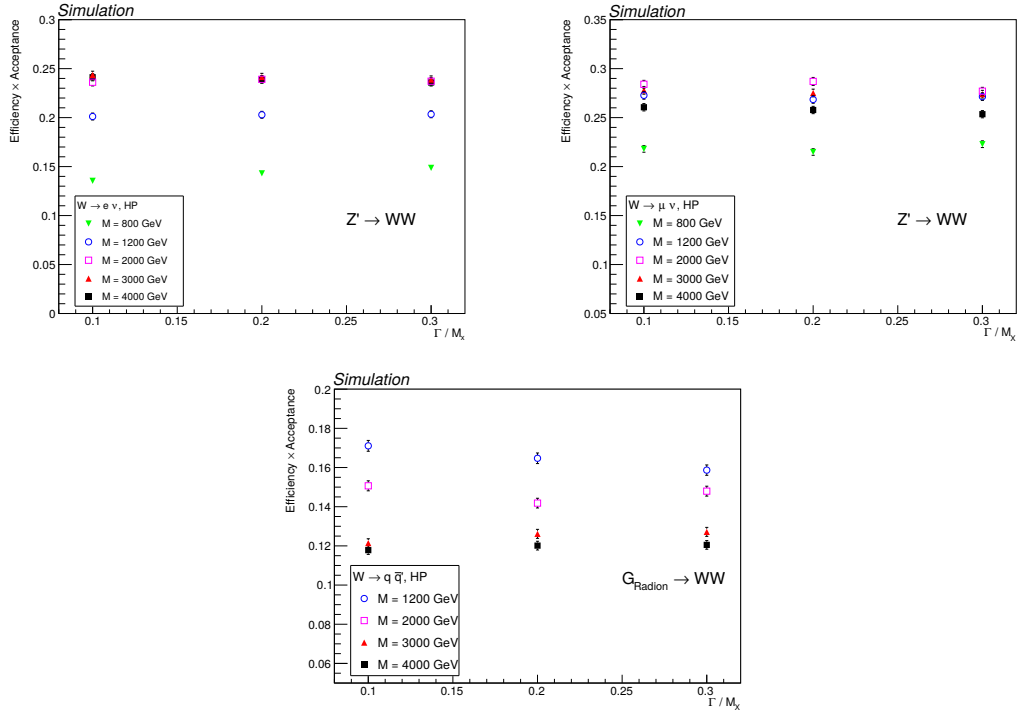 Simulation
Efficiency × Acceptance
0.3
0.25
0.2
0.15
0.1
0.05
0
W → e ν, HP
M = 800 GeV
M = 1200 GeV
M = 2000 GeV
M = 3000 GeV
M = 4000 GeV
Z' → WW
0.1 0.15 0.2 0.25 0.3
Γ / M_X
Simulation
Efficiency × Acceptance
0.35
0.3
0.25
0.2
0.15
0.1
0.05
W → μ ν, HP
M = 800 GeV
M = 1200 GeV
M = 2000 GeV
M = 3000 GeV
M = 4000 GeV
Z' → WW
0.1 0.15 0.2 0.25 0.3
Γ / M_X
Simulation
Efficiency × Acceptance
0.2
0.18
0.16
0.14
0.12
0.1
0.08
0.06
W → q q̅', HP
M = 1200 GeV
M = 2000 GeV
M = 3000 GeV
M = 4000 GeV
G_Radion → WW
0.1 0.15 0.2 0.25 0.3
Γ / M_X